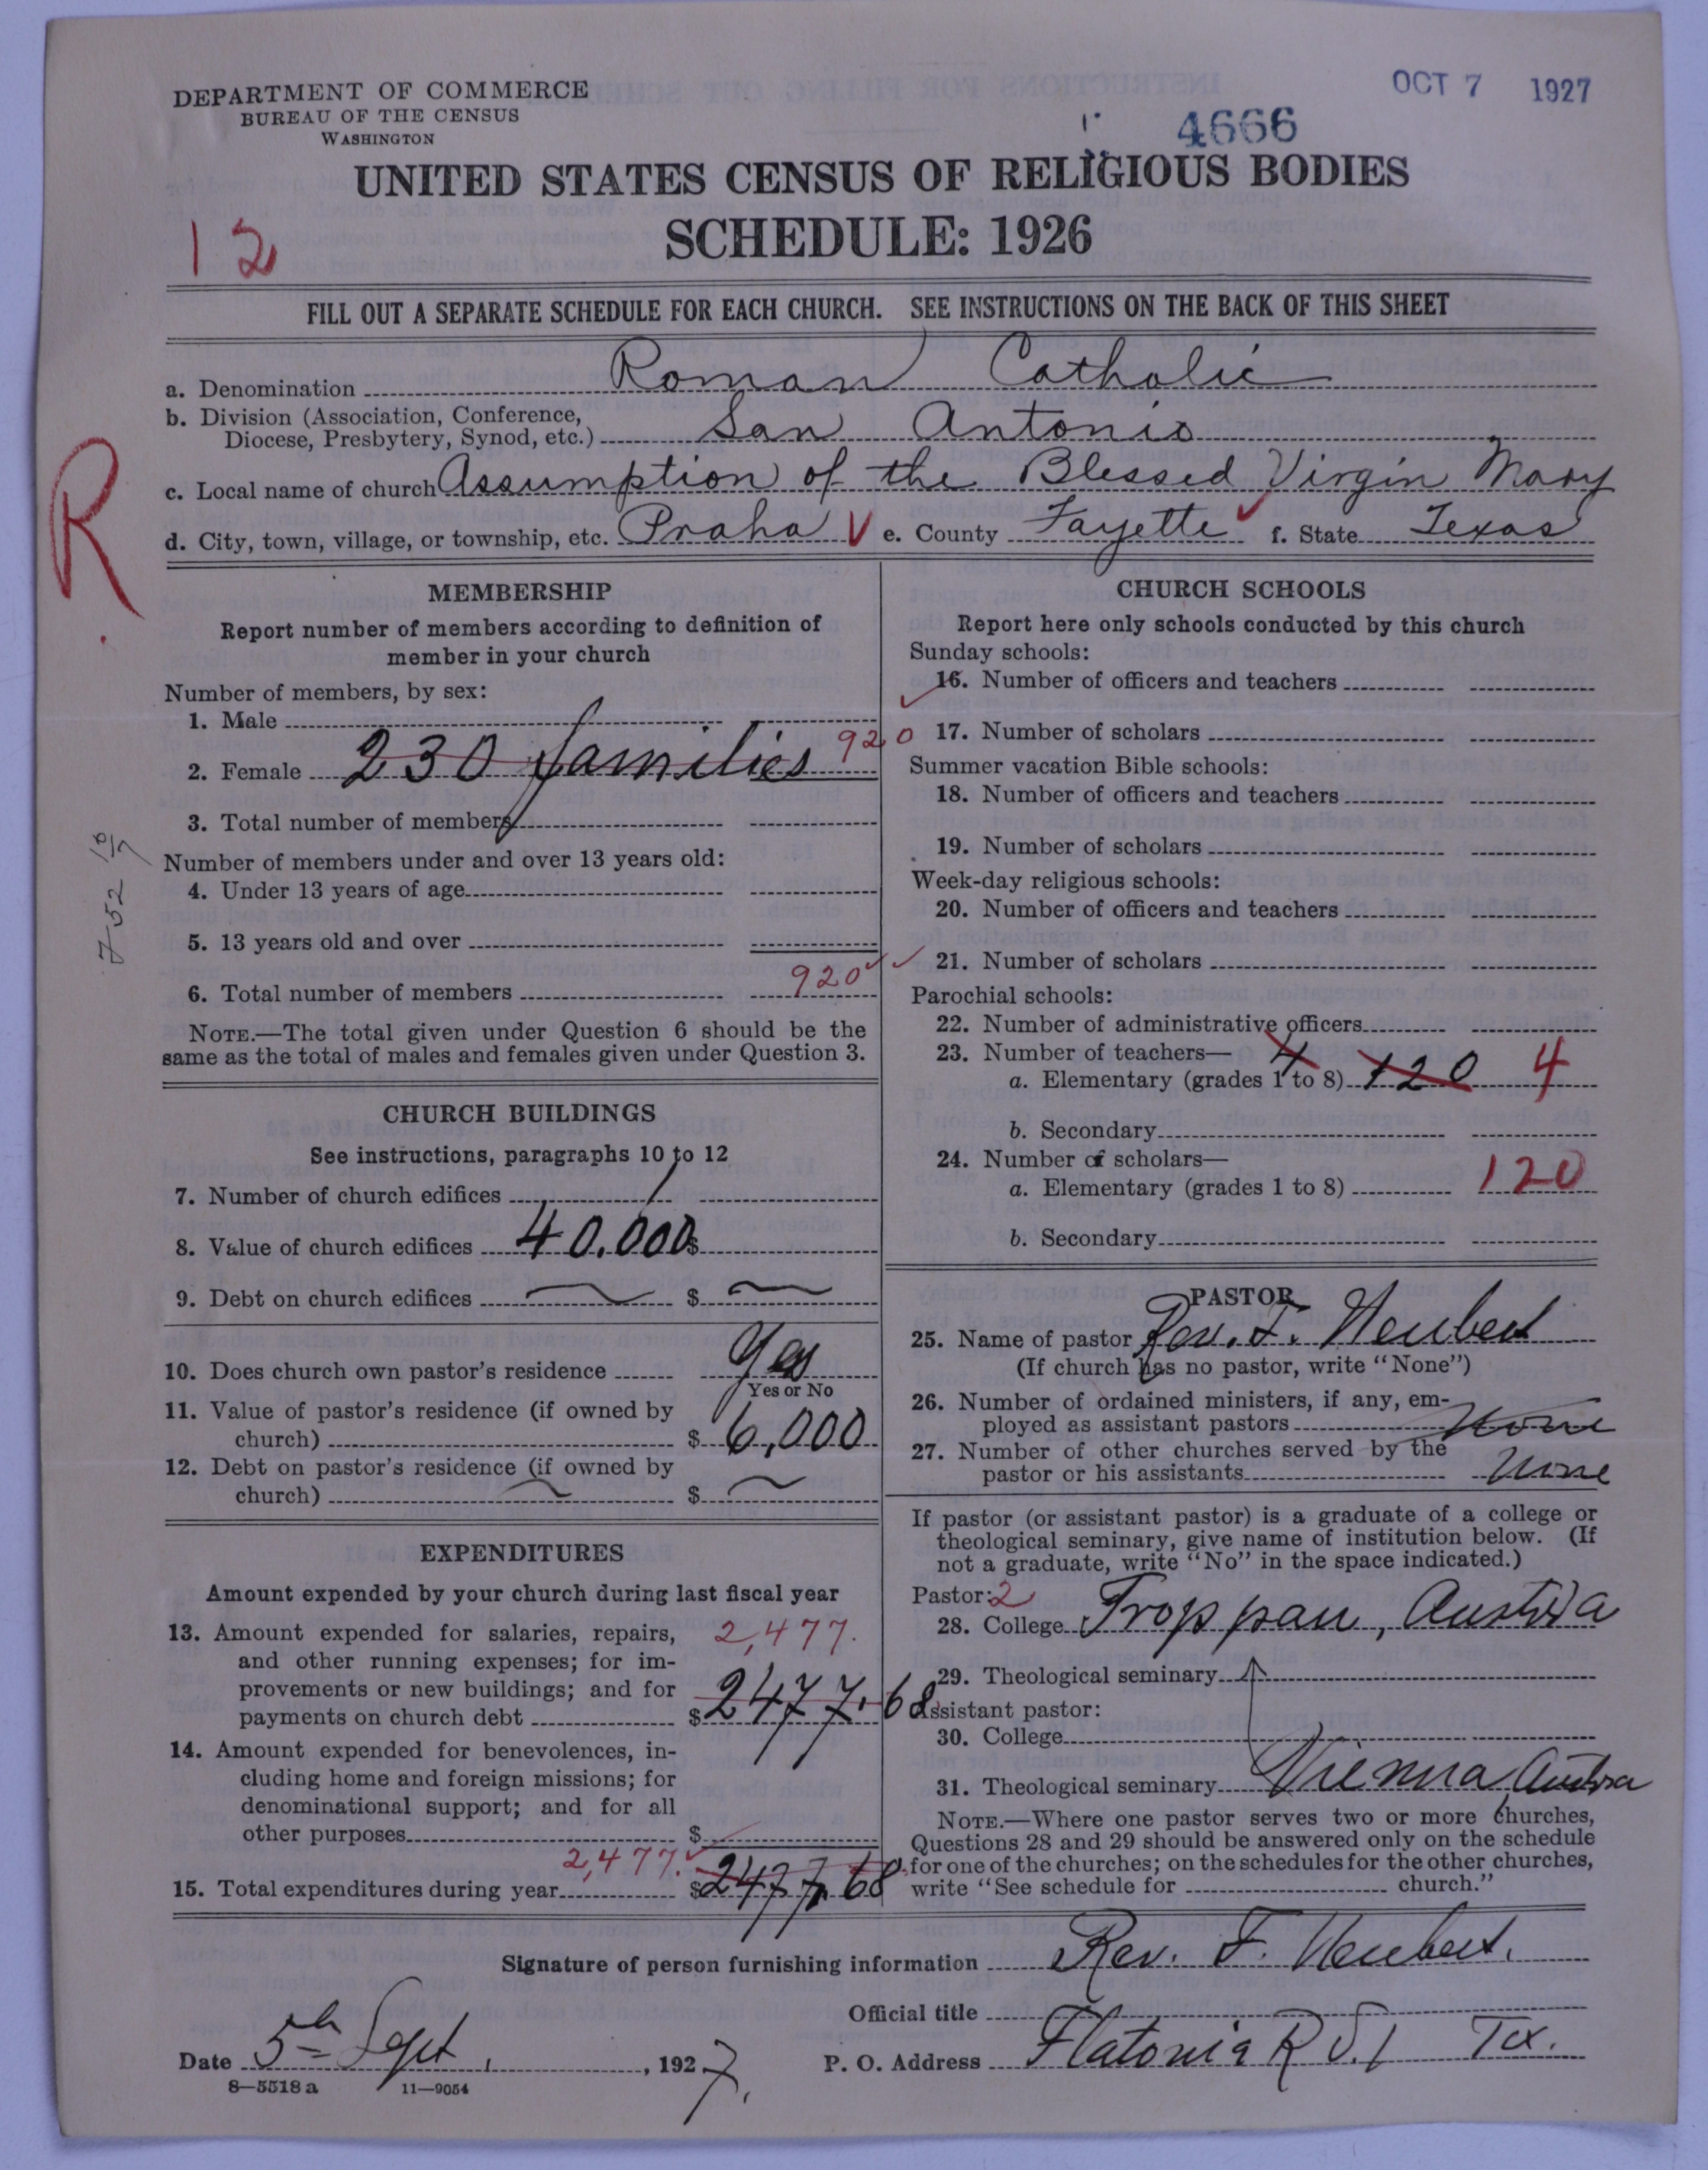 DEPARTMENT OF COMMERCE
BUREAU OF THE CENSUS
WASHINGTON
OCT 7 1927
4666
UNITED STATES CENSUS OF RELIGIOUS BODIES
SCHEDULE: 1926
12
FILL OUT A SEPARATE SCHEDULE FOR EACH CHURCH. SEE INSTRUCTIONS ON THE BACK OF THIS SHEET
a. Denomination Roman Catholic
b. Division (Association, Conference,
Diocese, Presbytery, Synod, etc.) San Antonio
c. Local name of church Assumption of the Blessed Virgin Mary
d. City, town, village, or township, etc. Praha e. County Fayette f. State Texas
R
MEMBERSHIP
Report number of members according to definition of
member in your church
Number of members, by sex:
1. Male
2. Female 230 families 920
3. Total number of members
Number of members under and over 13 years old:
4. Under 13 years of age
5. 13 years old and over
6. Total number of members 920
NOTE.—The total given under Question 6 should be the
same as the total of males and females given under Question 3.
CHURCH BUILDINGS
See instructions, paragraphs 10 to 12
7. Number of church edifices 1
8. Value of church edifices 40.000 $
9. Debt on church edifices $
10. Does church own pastor's residence Yes
Yes or No
11. Value of pastor's residence (if owned by
church) $ 6,000
12. Debt on pastor's residence (if owned by
church) $
EXPENDITURES
Amount expended by your church during last fiscal year
13. Amount expended for salaries, repairs, 2,477.
and other running expenses; for im-
provements or new buildings; and for
payments on church debt $ 2477.68
14. Amount expended for benevolences, in-
cluding home and foreign missions; for
denominational support; and for all
other purposes $
2,477.
15. Total expenditures during year $ 2477.68
CHURCH SCHOOLS
Report here only schools conducted by this church
Sunday schools:
16. Number of officers and teachers
17. Number of scholars
Summer vacation Bible schools:
18. Number of officers and teachers
19. Number of scholars
Week-day religious schools:
20. Number of officers and teachers
21. Number of scholars
Parochial schools:
22. Number of administrative officers
23. Number of teachers— 4
a. Elementary (grades 1 to 8) 120 4
b. Secondary
24. Number of scholars—
a. Elementary (grades 1 to 8) 120
b. Secondary
PASTOR
25. Name of pastor Rev. F. Neubert
(If church has no pastor, write "None")
26. Number of ordained ministers, if any, em-
ployed as assistant pastors None
27. Number of other churches served by the
pastor or his assistants None
If pastor (or assistant pastor) is a graduate of a college or
theological seminary, give name of institution below. (If
not a graduate, write "No" in the space indicated.)
Pastor: 2
28. College Troppau, Austria
29. Theological seminary
Assistant pastor:
30. College
31. Theological seminary Vienna Austria
NOTE.—Where one pastor serves two or more churches,
Questions 28 and 29 should be answered only on the schedule
for one of the churches; on the schedules for the other churches,
write "See schedule for church."
Signature of person furnishing information Rev. F. Neubert.
Official title
Date 5th Sept, 1927. P. O. Address Flatonia R.1 Tex.
8—5518 a 11—9054